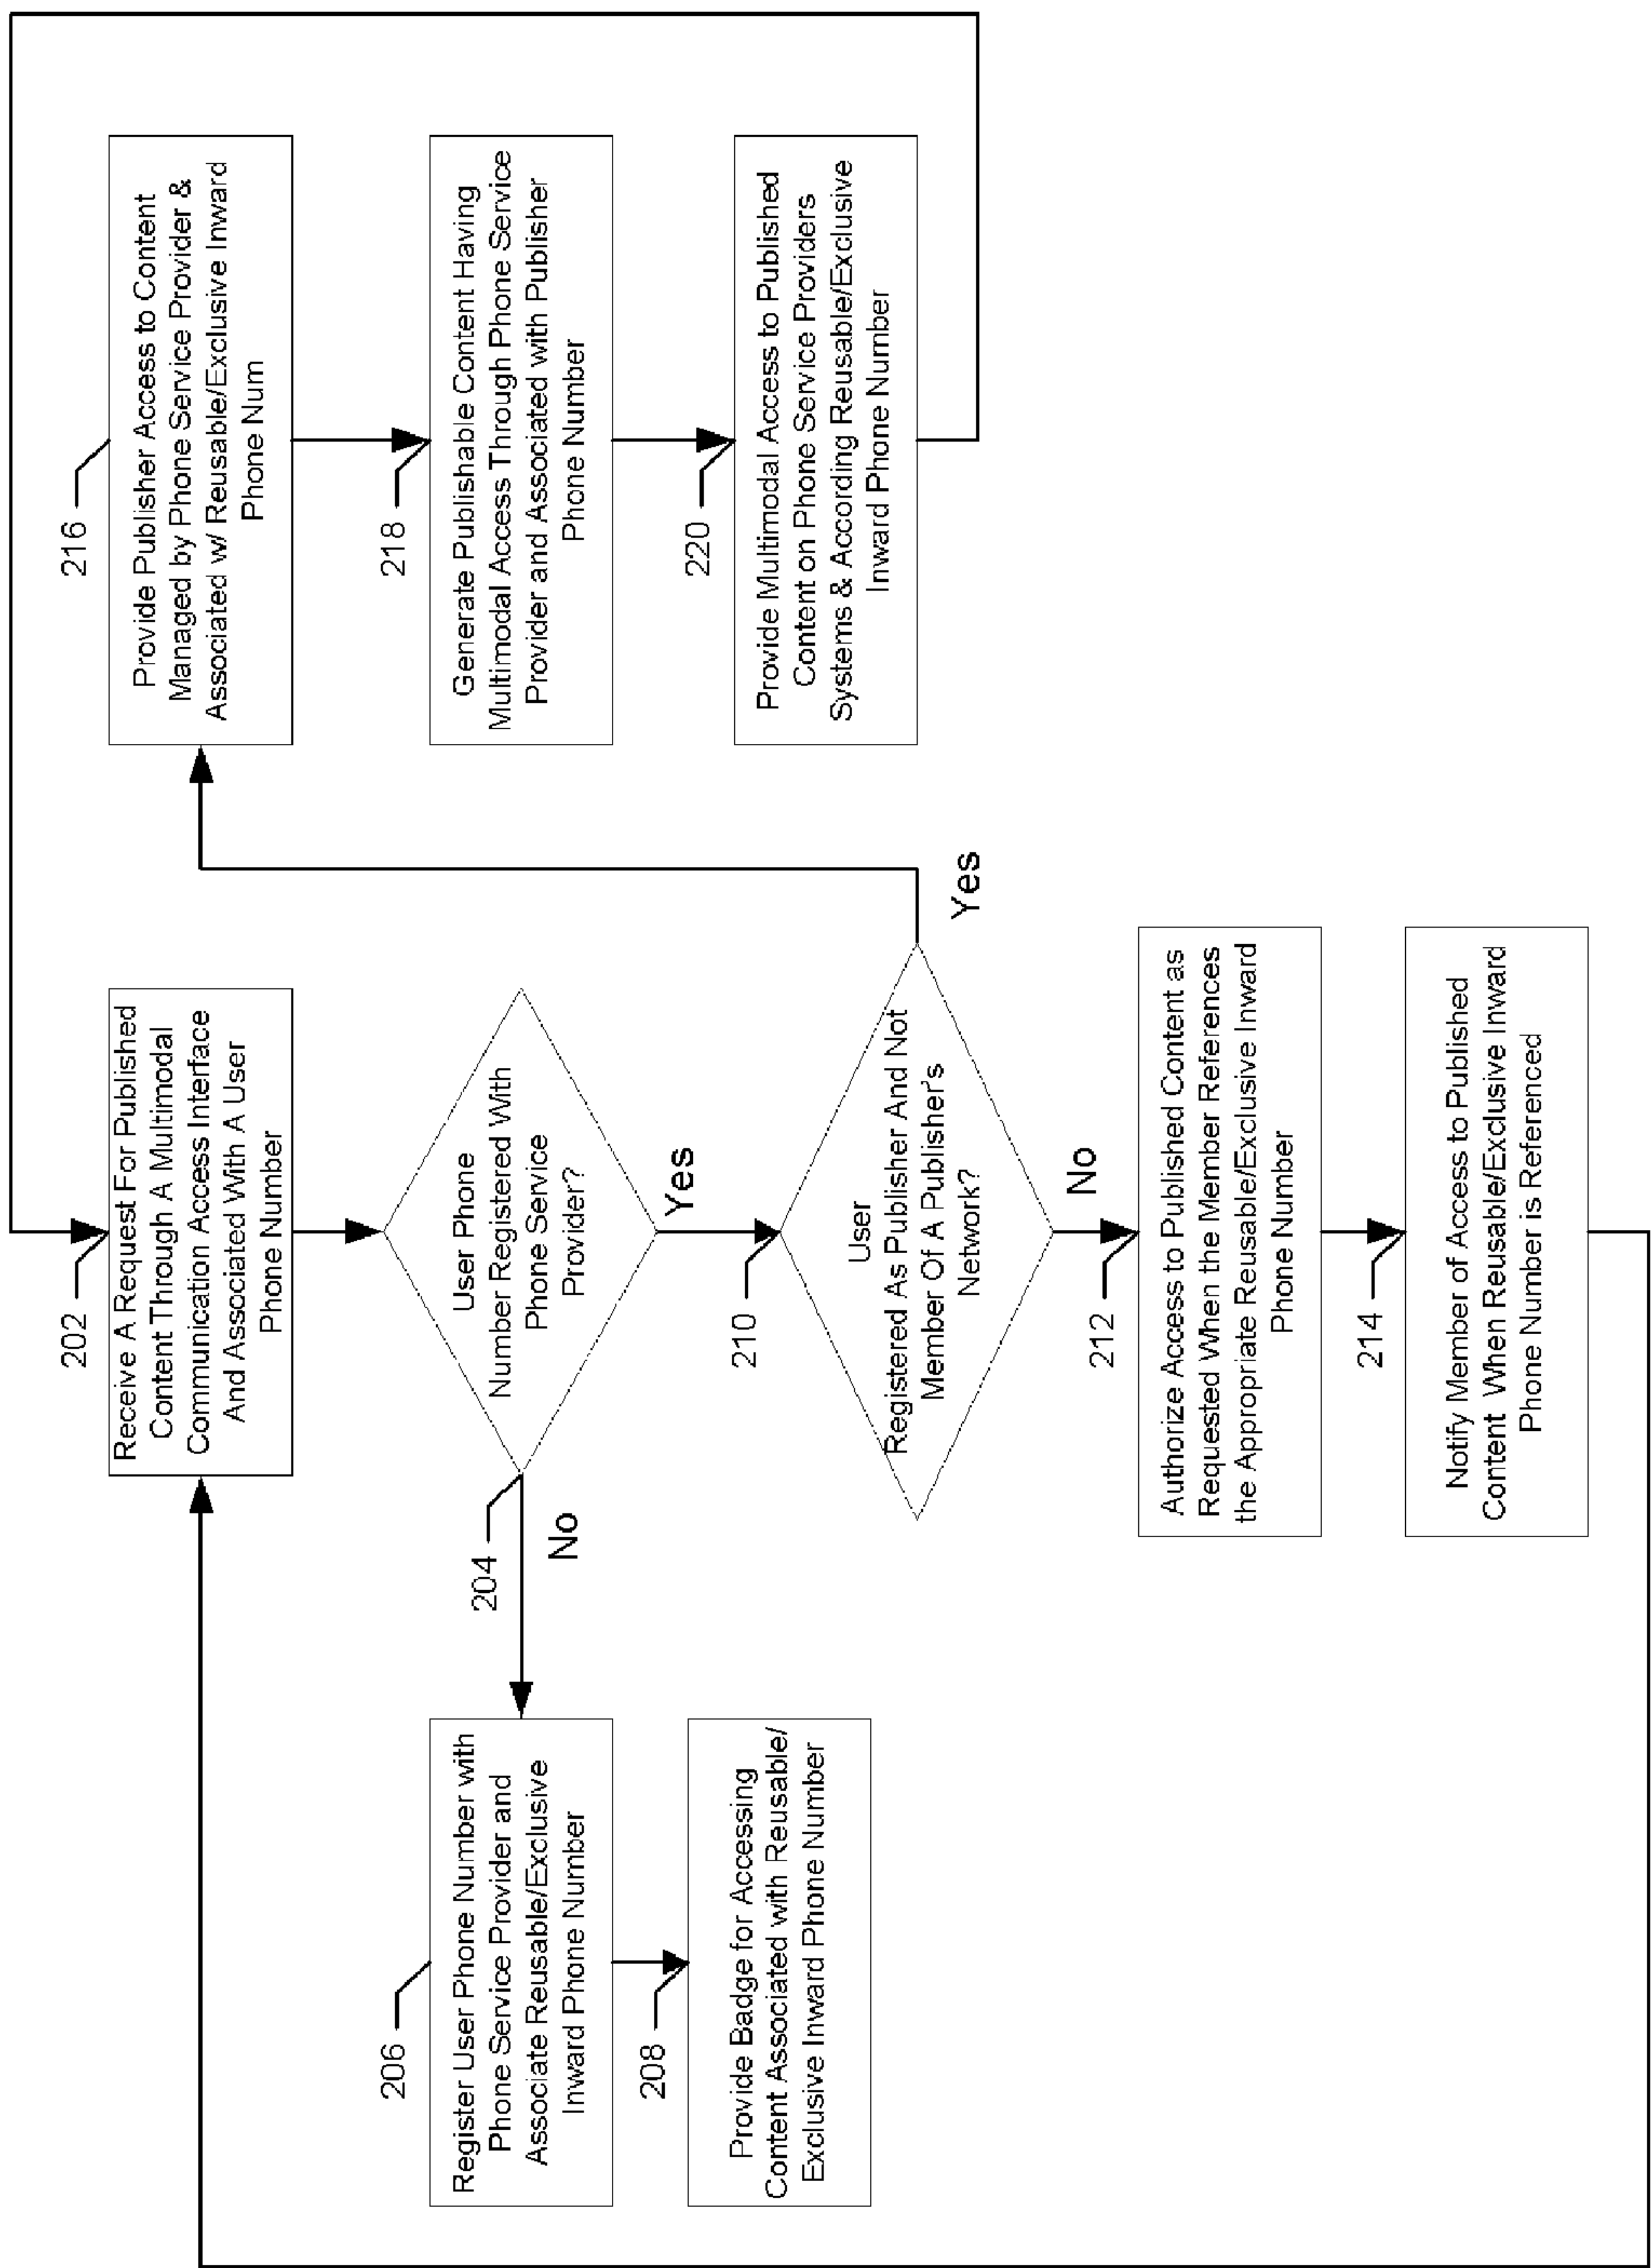 202
Receive A Request For Published
Content Through A Multimodal
Communication Access Interface
And Associated With A User
Phone Number
204
User Phone
Number Registered With
Phone Service
Provider?
No
Yes
206
Register User Phone Number with
Phone Service Provider and
Associate Reusable/Exclusive
Inward Phone Number
208
Provide Badge for Accessing
Content Associated with Reusable/
Exclusive Inward Phone Number
210
User
Registered As Publisher And Not
Member Of A Publisher's
Network?
Yes
No
212
Authorize Access to Published Content as
Requested When the Member References
the Appropriate Reusable/Exclusive Inward
Phone Number
214
Notify Member of Access to Published
Content When Reusable/Exclusive Inward
Phone Number is Referenced
216
Provide Publisher Access to Content
Managed by Phone Service Provider &
Associated w/ Reusable/Exclusive Inward
Phone Num
218
Generate Publishable Content Having
Multimodal Access Through Phone Service
Provider and Associated with Publisher
Phone Number
220
Provide Multimodal Access to Published
Content on Phone Service Providers
Systems & According Reusable/Exclusive
Inward Phone Number